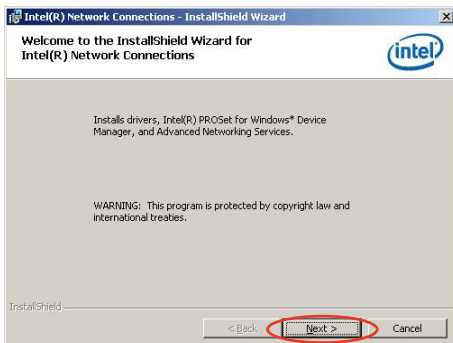 Intel(R) Network Connections - InstallShield Wizard
Welcome to the InstallShield Wizard for
Intel(R) Network Connections
intel
Installs drivers, Intel(R) PROSet for Windows* Device
Manager, and Advanced Networking Services.
WARNING: This program is protected by copyright law and
international treaties.
InstallShield
< Back
Next >
Cancel